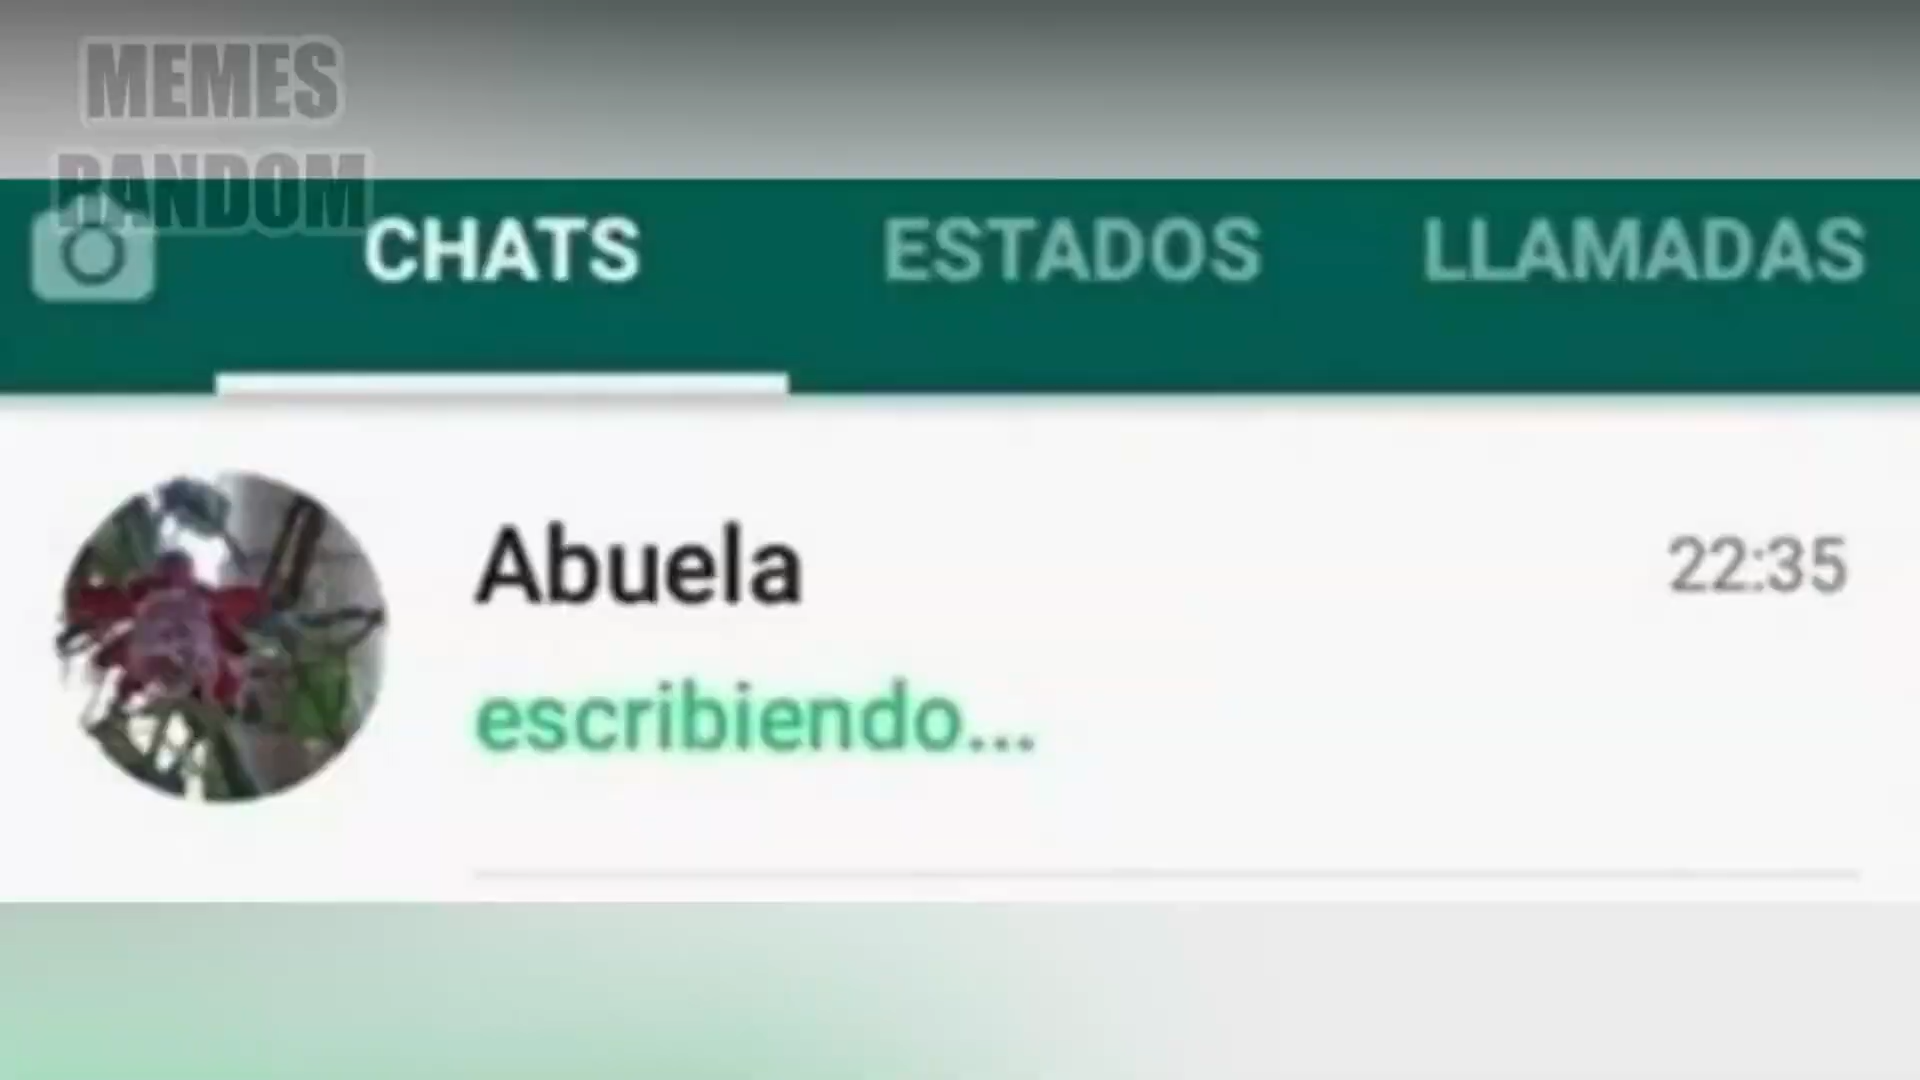 MEMES
RANDOM
CHATS ESTADOS LLAMADAS
Abuela 22:35
escribiendo...